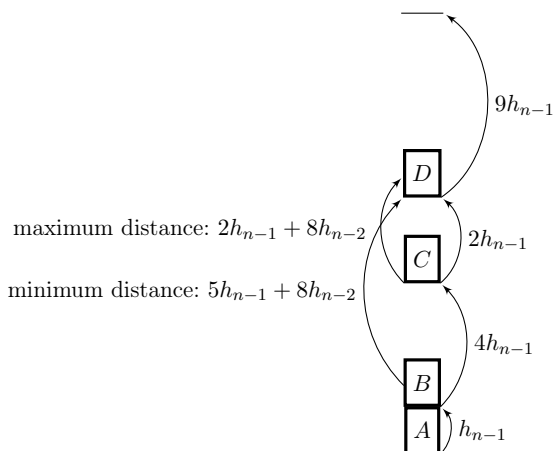 9h_{n-1}
D
maximum distance: 2h_{n-1} + 8h_{n-2}
2h_{n-1}
C
minimum distance: 5h_{n-1} + 8h_{n-2}
4h_{n-1}
B
A
h_{n-1}